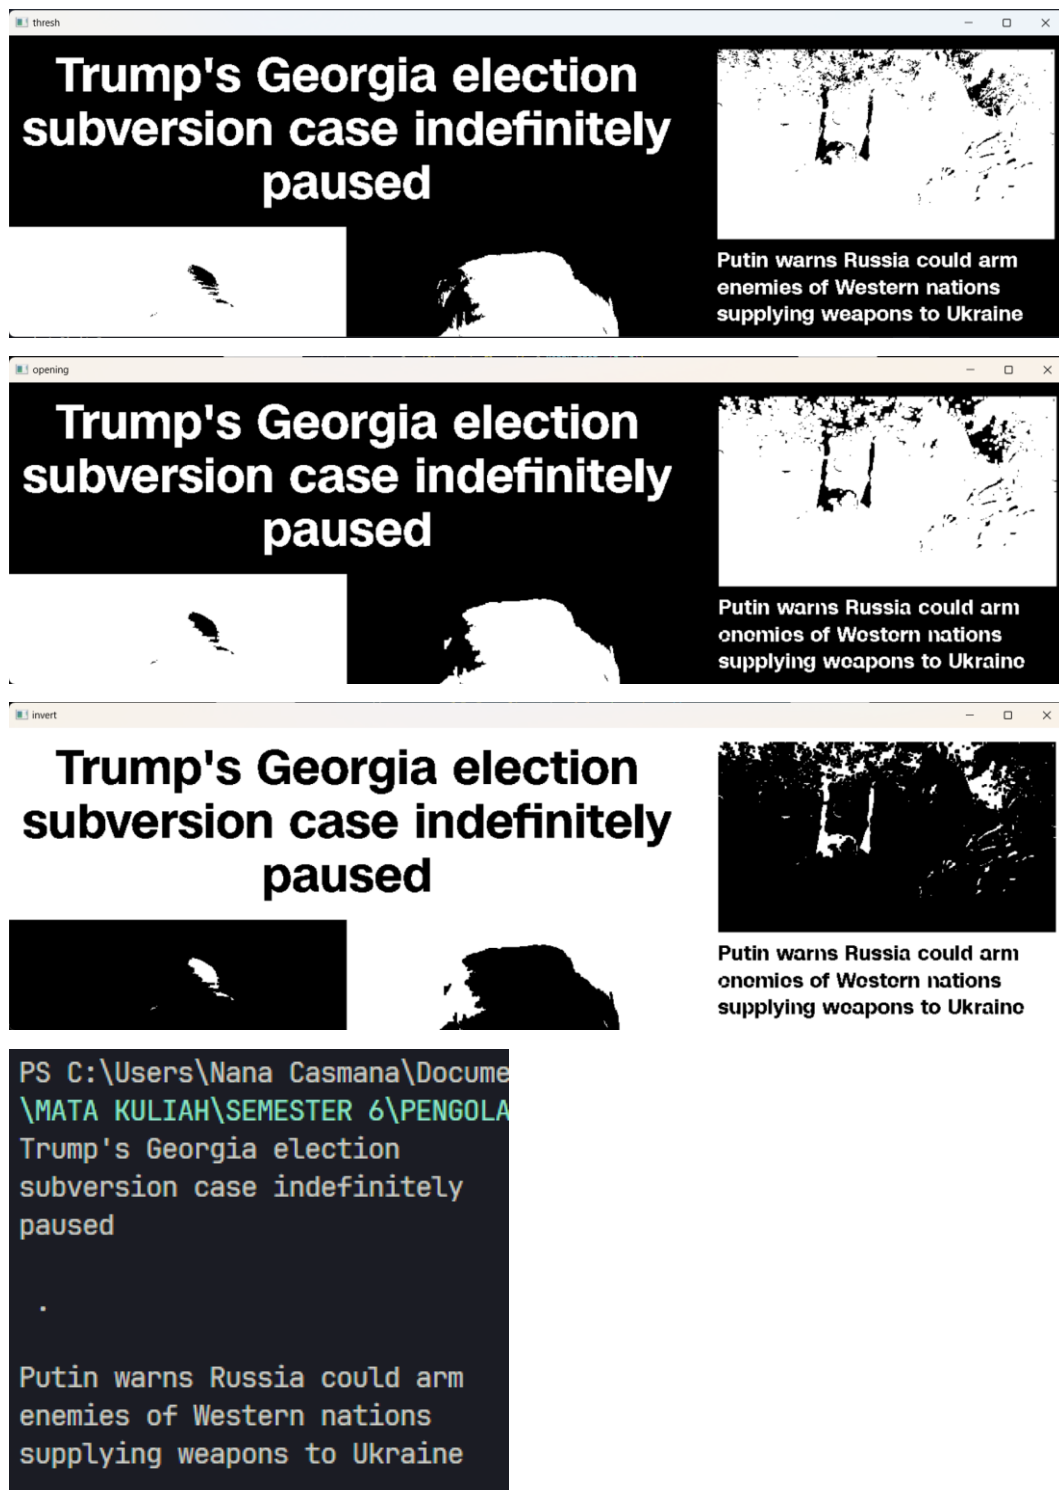 thresh
Trump's Georgia election
subversion case indefinitely
paused
Putin warns Russia could arm
enemies of Western nations
supplying weapons to Ukraine
opening
Trump's Georgia election
subversion case indefinitely
paused
Putin warns Russia could arm
enemies of Western nations
supplying weapons to Ukraine
invert
Trump's Georgia election
subversion case indefinitely
paused
Putin warns Russia could arm
enemies of Western nations
supplying weapons to Ukraine
PS C:\Users\Nana Casmana\Docume
\MATA KULIAH\SEMESTER 6\PENGOLA
Trump's Georgia election
subversion case indefinitely
paused
.
Putin warns Russia could arm
enemies of Western nations
supplying weapons to Ukraine